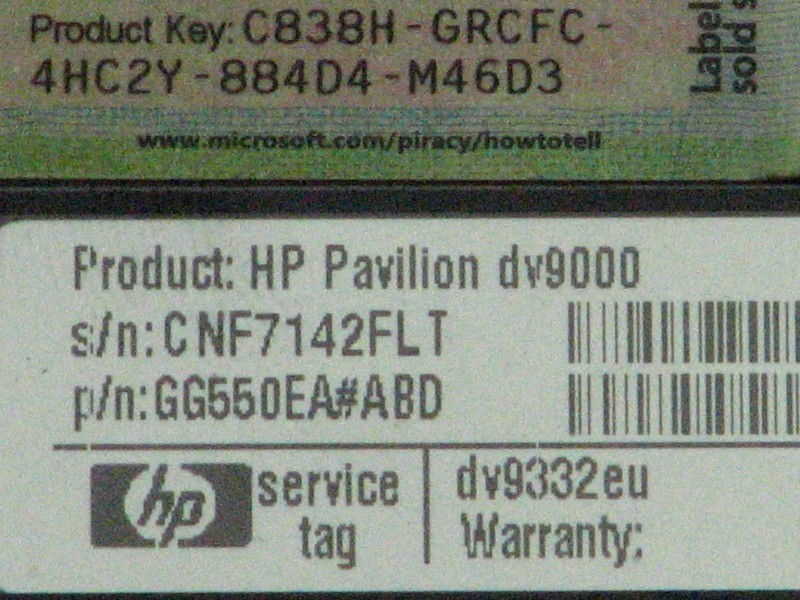 Product Key: C838H-GRCFC-
4HC2Y-884D4-M46D3
Label
sold s
www.microsoft.com/piracy/howtotell
Product: HP Pavilion dv9000
s/n: CNF7142FLT
p/n: GG550EA#ABD
hp service
tag
dv9332eu
Warranty: